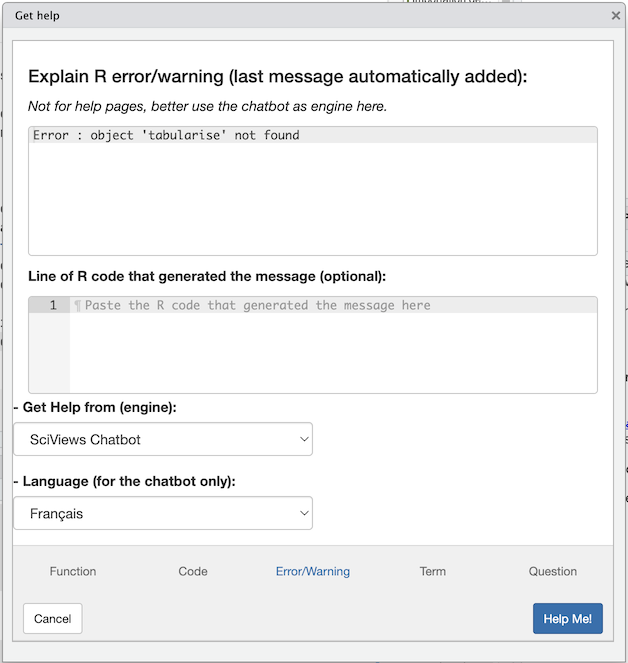 Get help
Explain R error/warning (last message automatically added):
Not for help pages, better use the chatbot as engine here.
Error : object 'tabularise' not found
Line of R code that generated the message (optional):
1 ¶ Paste the R code that generated the message here
- Get Help from (engine):
SciViews Chatbot
- Language (for the chatbot only):
Français
Function Code Error/Warning Term Question
Cancel Help Me!